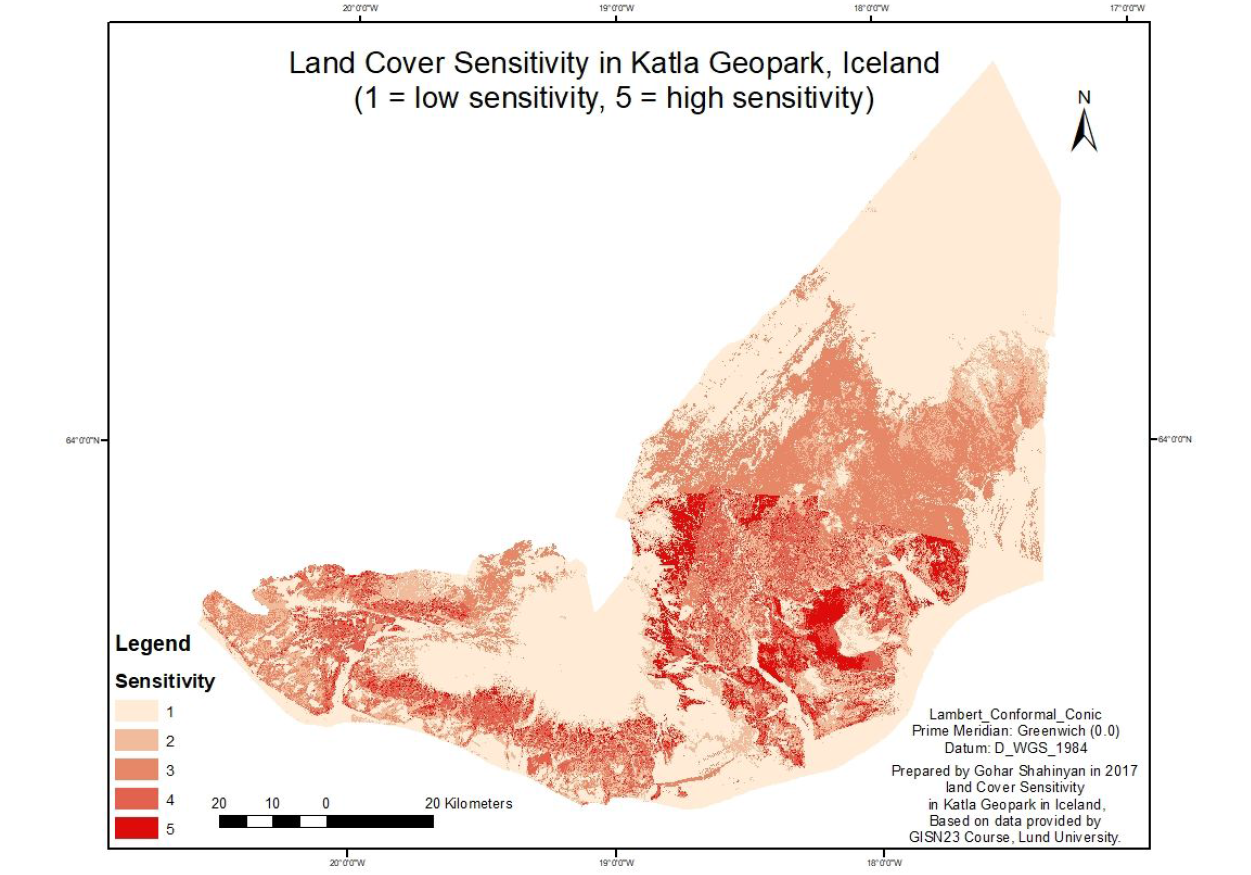 20°0'0"W 19°0'0"W 18°0'0"W 17°0'0"W
Land Cover Sensitivity in Katla Geopark, Iceland
(1 = low sensitivity, 5 = high sensitivity)
N
64°0'0"N 64°0'0"N
Legend
Sensitivity
1
2
3
4
5
20 10 0 20 Kilometers
Lambert_Conformal_Conic
Prime Meridian: Greenwich (0.0)
Datum: D_WGS_1984
Prepared by Gohar Shahinyan in 2017
land Cover Sensitivity
in Katla Geopark in Iceland,
Based on data provided by
GISN23 Course, Lund University.
20°0'0"W 19°0'0"W 18°0'0"W